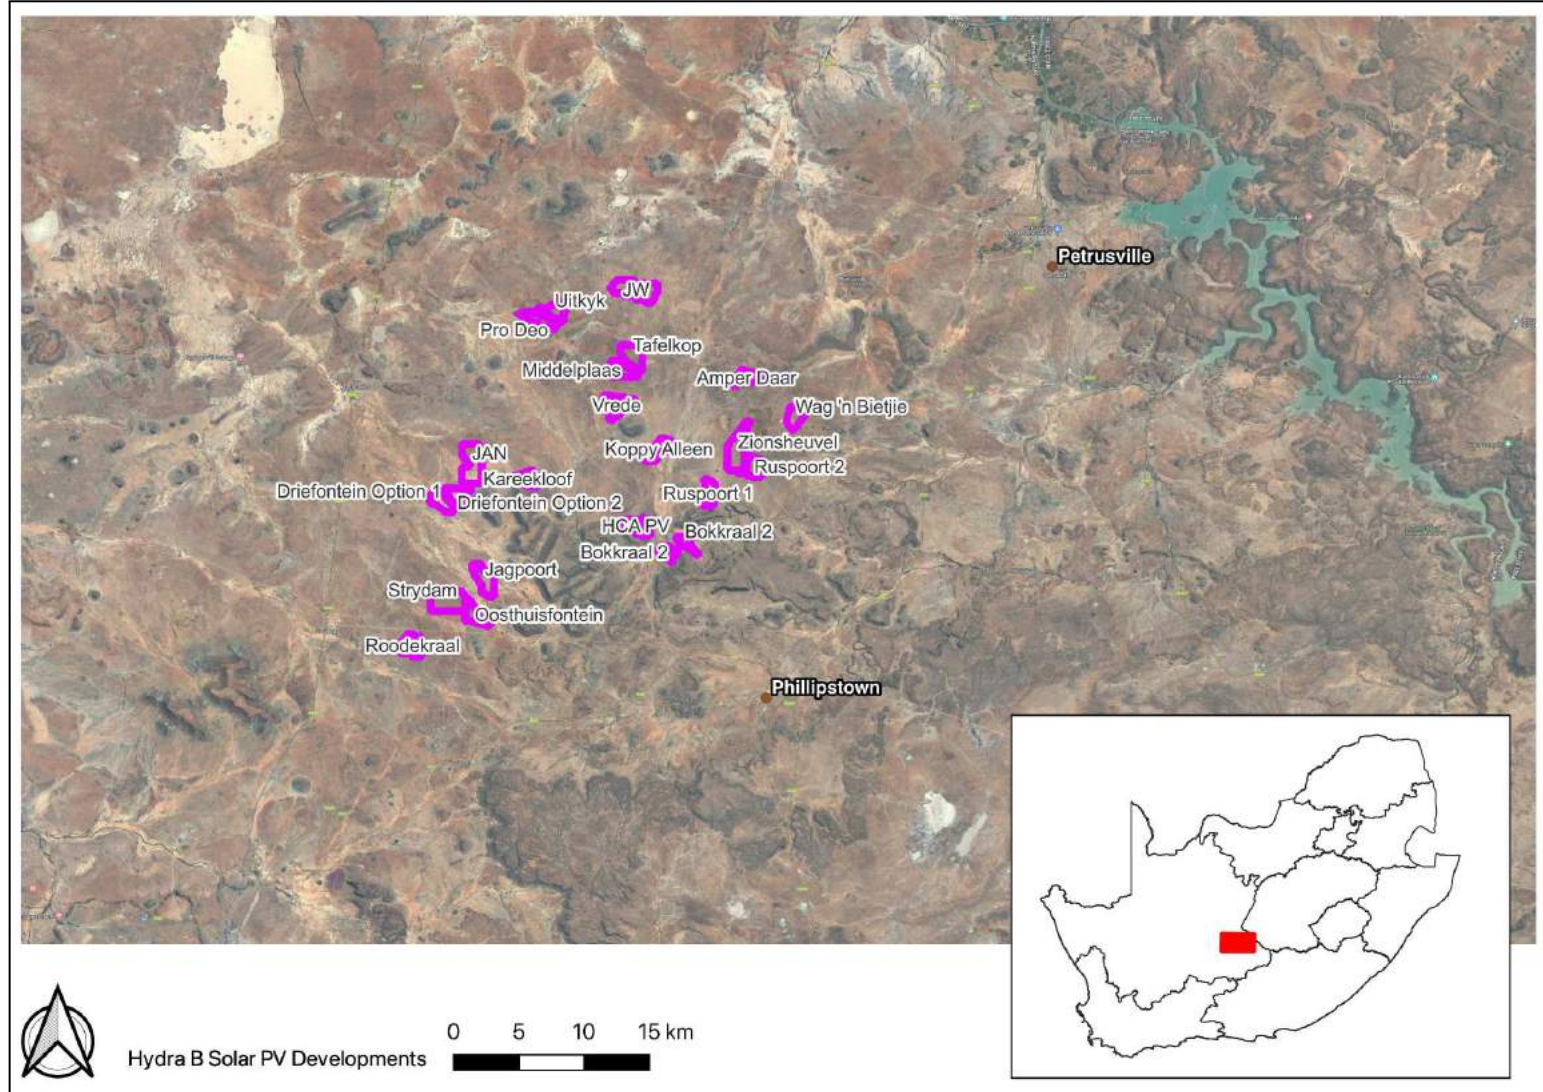 Petrusville
JW
Uitkyk
Pro Deo
Tafelkop
Middelplaas
Amper Daar
Vrede
Wag 'n Bietjie
Zionsheuvel
Koppy Alleen
JAN
Ruspoort 2
Kareekloof
Driefontein Option 1
Ruspoort 1
Driefontein Option 2
HCA PV
Bokkraal 2
Bokkraal 2
Jagpoort
Strydam
Oosthuisfontein
Roodekraal
Phillipstown
0 5 10 15 km
Hydra B Solar PV Developments